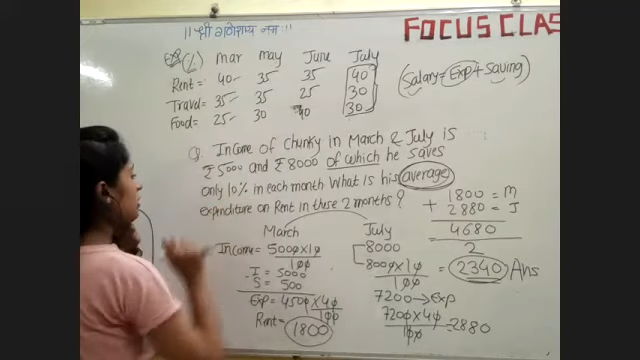 ॥ श्री गणेशाय नमः ॥
FOCUS CLAS
(%) Mar May June July
Rent = 40 35 35 40
Travel = 35 35 25 30
Food = 25 30 40 30
(Salary = Exp + Saving)
Q. Income of Chunky in March & July is
₹5000 and ₹8000 of which he saves
only 10% in each month What is his average
expenditure on Rent in these 2 months?
1800 = M
+ 2880 = J
4680
2
= 2340 Ans
March
Income = 5000×10
100
I = 5000
S = 500
Exp = 4500×40
100
Rent = 1800
July
8000
8000×10
100
7200 → Exp
7200×40
100
=2880